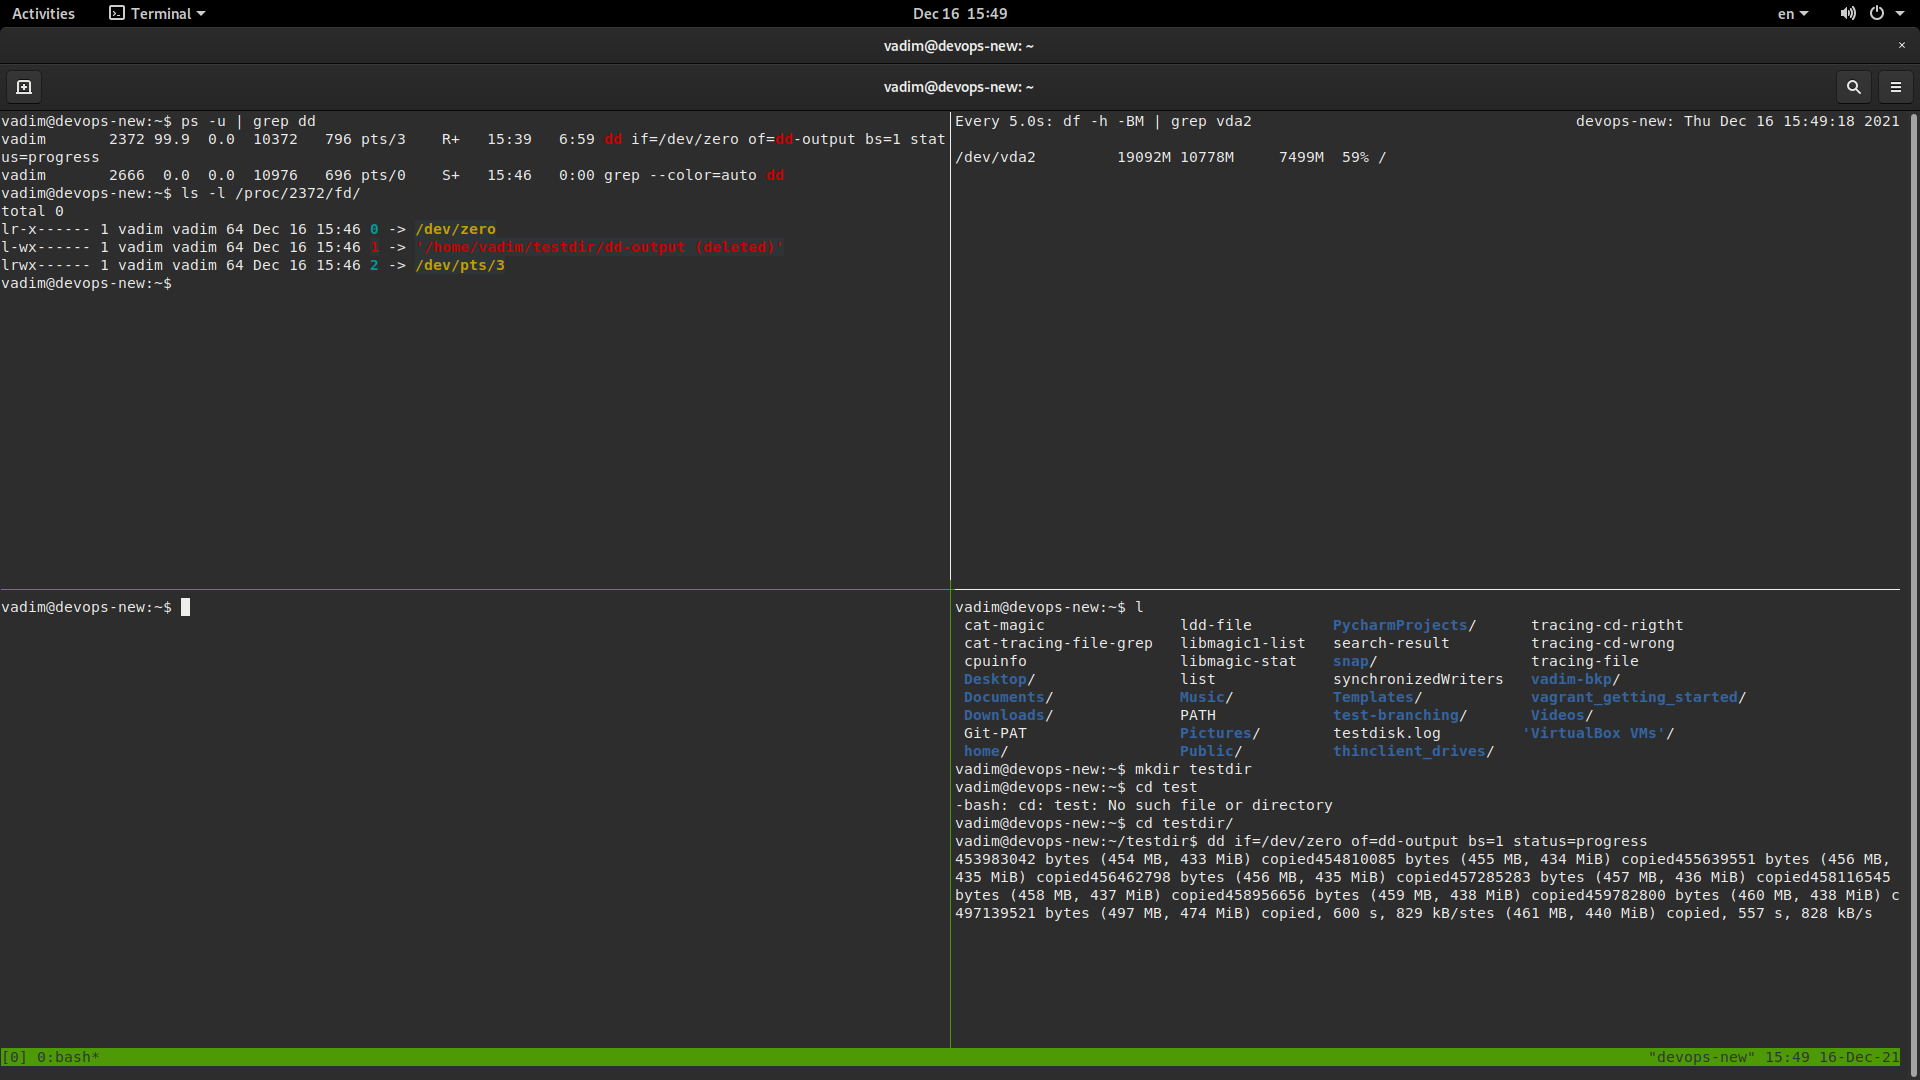 Activities Terminal Dec 16 15:49 en
vadim@devops-new: ~
vadim@devops-new: ~
vadim@devops-new:~$ ps -u | grep dd
vadim 2372 99.9 0.0 10372 796 pts/3 R+ 15:39 6:59 dd if=/dev/zero of=dd-output bs=1 stat
us=progress
vadim 2666 0.0 0.0 10976 696 pts/0 S+ 15:46 0:00 grep --color=auto dd
vadim@devops-new:~$ ls -l /proc/2372/fd/
total 0
lr-x------ 1 vadim vadim 64 Dec 16 15:46 0 -> /dev/zero
l-wx------ 1 vadim vadim 64 Dec 16 15:46 1 -> '/home/vadim/testdir/dd-output (deleted)'
lrwx------ 1 vadim vadim 64 Dec 16 15:46 2 -> /dev/pts/3
vadim@devops-new:~$
Every 5.0s: df -h -BM | grep vda2 devops-new: Thu Dec 16 15:49:18 2021
/dev/vda2 19092M 10778M 7499M 59% /
vadim@devops-new:~$
vadim@devops-new:~$ l
cat-magic ldd-file PycharmProjects/ tracing-cd-rigtht
cat-tracing-file-grep libmagic1-list search-result tracing-cd-wrong
cpuinfo libmagic-stat snap/ tracing-file
Desktop/ list synchronizedWriters vadim-bkp/
Documents/ Music/ Templates/ vagrant_getting_started/
Downloads/ PATH test-branching/ Videos/
Git-PAT Pictures/ testdisk.log 'VirtualBox VMs'/
home/ Public/ thinclient_drives/
vadim@devops-new:~$ mkdir testdir
vadim@devops-new:~$ cd test
-bash: cd: test: No such file or directory
vadim@devops-new:~$ cd testdir/
vadim@devops-new:~/testdir$ dd if=/dev/zero of=dd-output bs=1 status=progress
453983042 bytes (454 MB, 433 MiB) copied454810085 bytes (455 MB, 434 MiB) copied455639551 bytes (456 MB,
435 MiB) copied456462798 bytes (456 MB, 435 MiB) copied457285283 bytes (457 MB, 436 MiB) copied458116545
bytes (458 MB, 437 MiB) copied458956656 bytes (459 MB, 438 MiB) copied459782800 bytes (460 MB, 438 MiB) c
497139521 bytes (497 MB, 474 MiB) copied, 600 s, 829 kB/stes (461 MB, 440 MiB) copied, 557 s, 828 kB/s
[0] 0:bash* "devops-new" 15:49 16-Dec-21